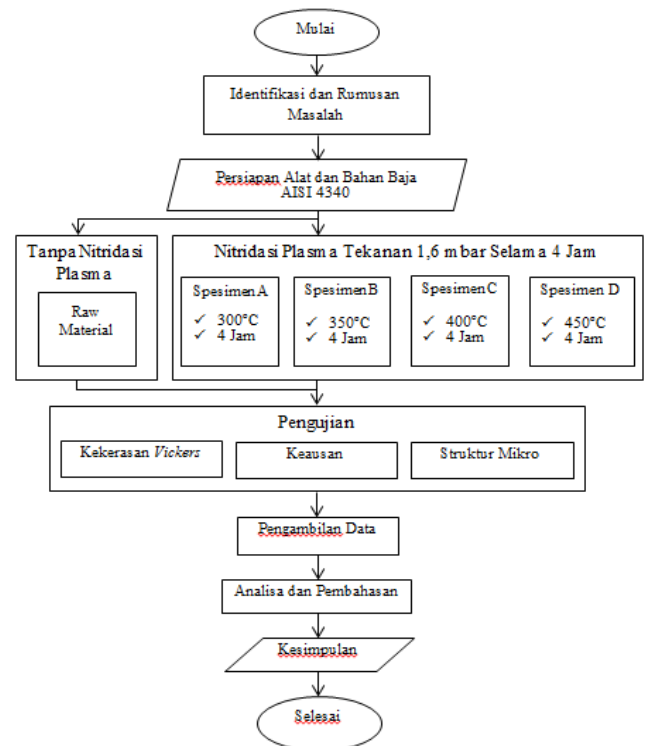 Mulai
Identifikasi dan Rumusan
Masalah
Persiapan Alat dan Bahan Baja
AISI 4340
Tanpa Nitridasi
Plasma
Raw
Material
Nitridasi Plasma Tekanan 1,6 mbar Selama 4 Jam
Spesimen A
✓ 300°C
✓ 4 Jam
Spesimen B
✓ 350°C
✓ 4 Jam
Spesimen C
✓ 400°C
✓ 4 Jam
Spesimen D
✓ 450°C
✓ 4 Jam
Pengujian
Kekerasan Vickers
Keausan
Struktur Mikro
Pengambilan Data
Analisa dan Pembahasan
Kesimpulan
Selesai